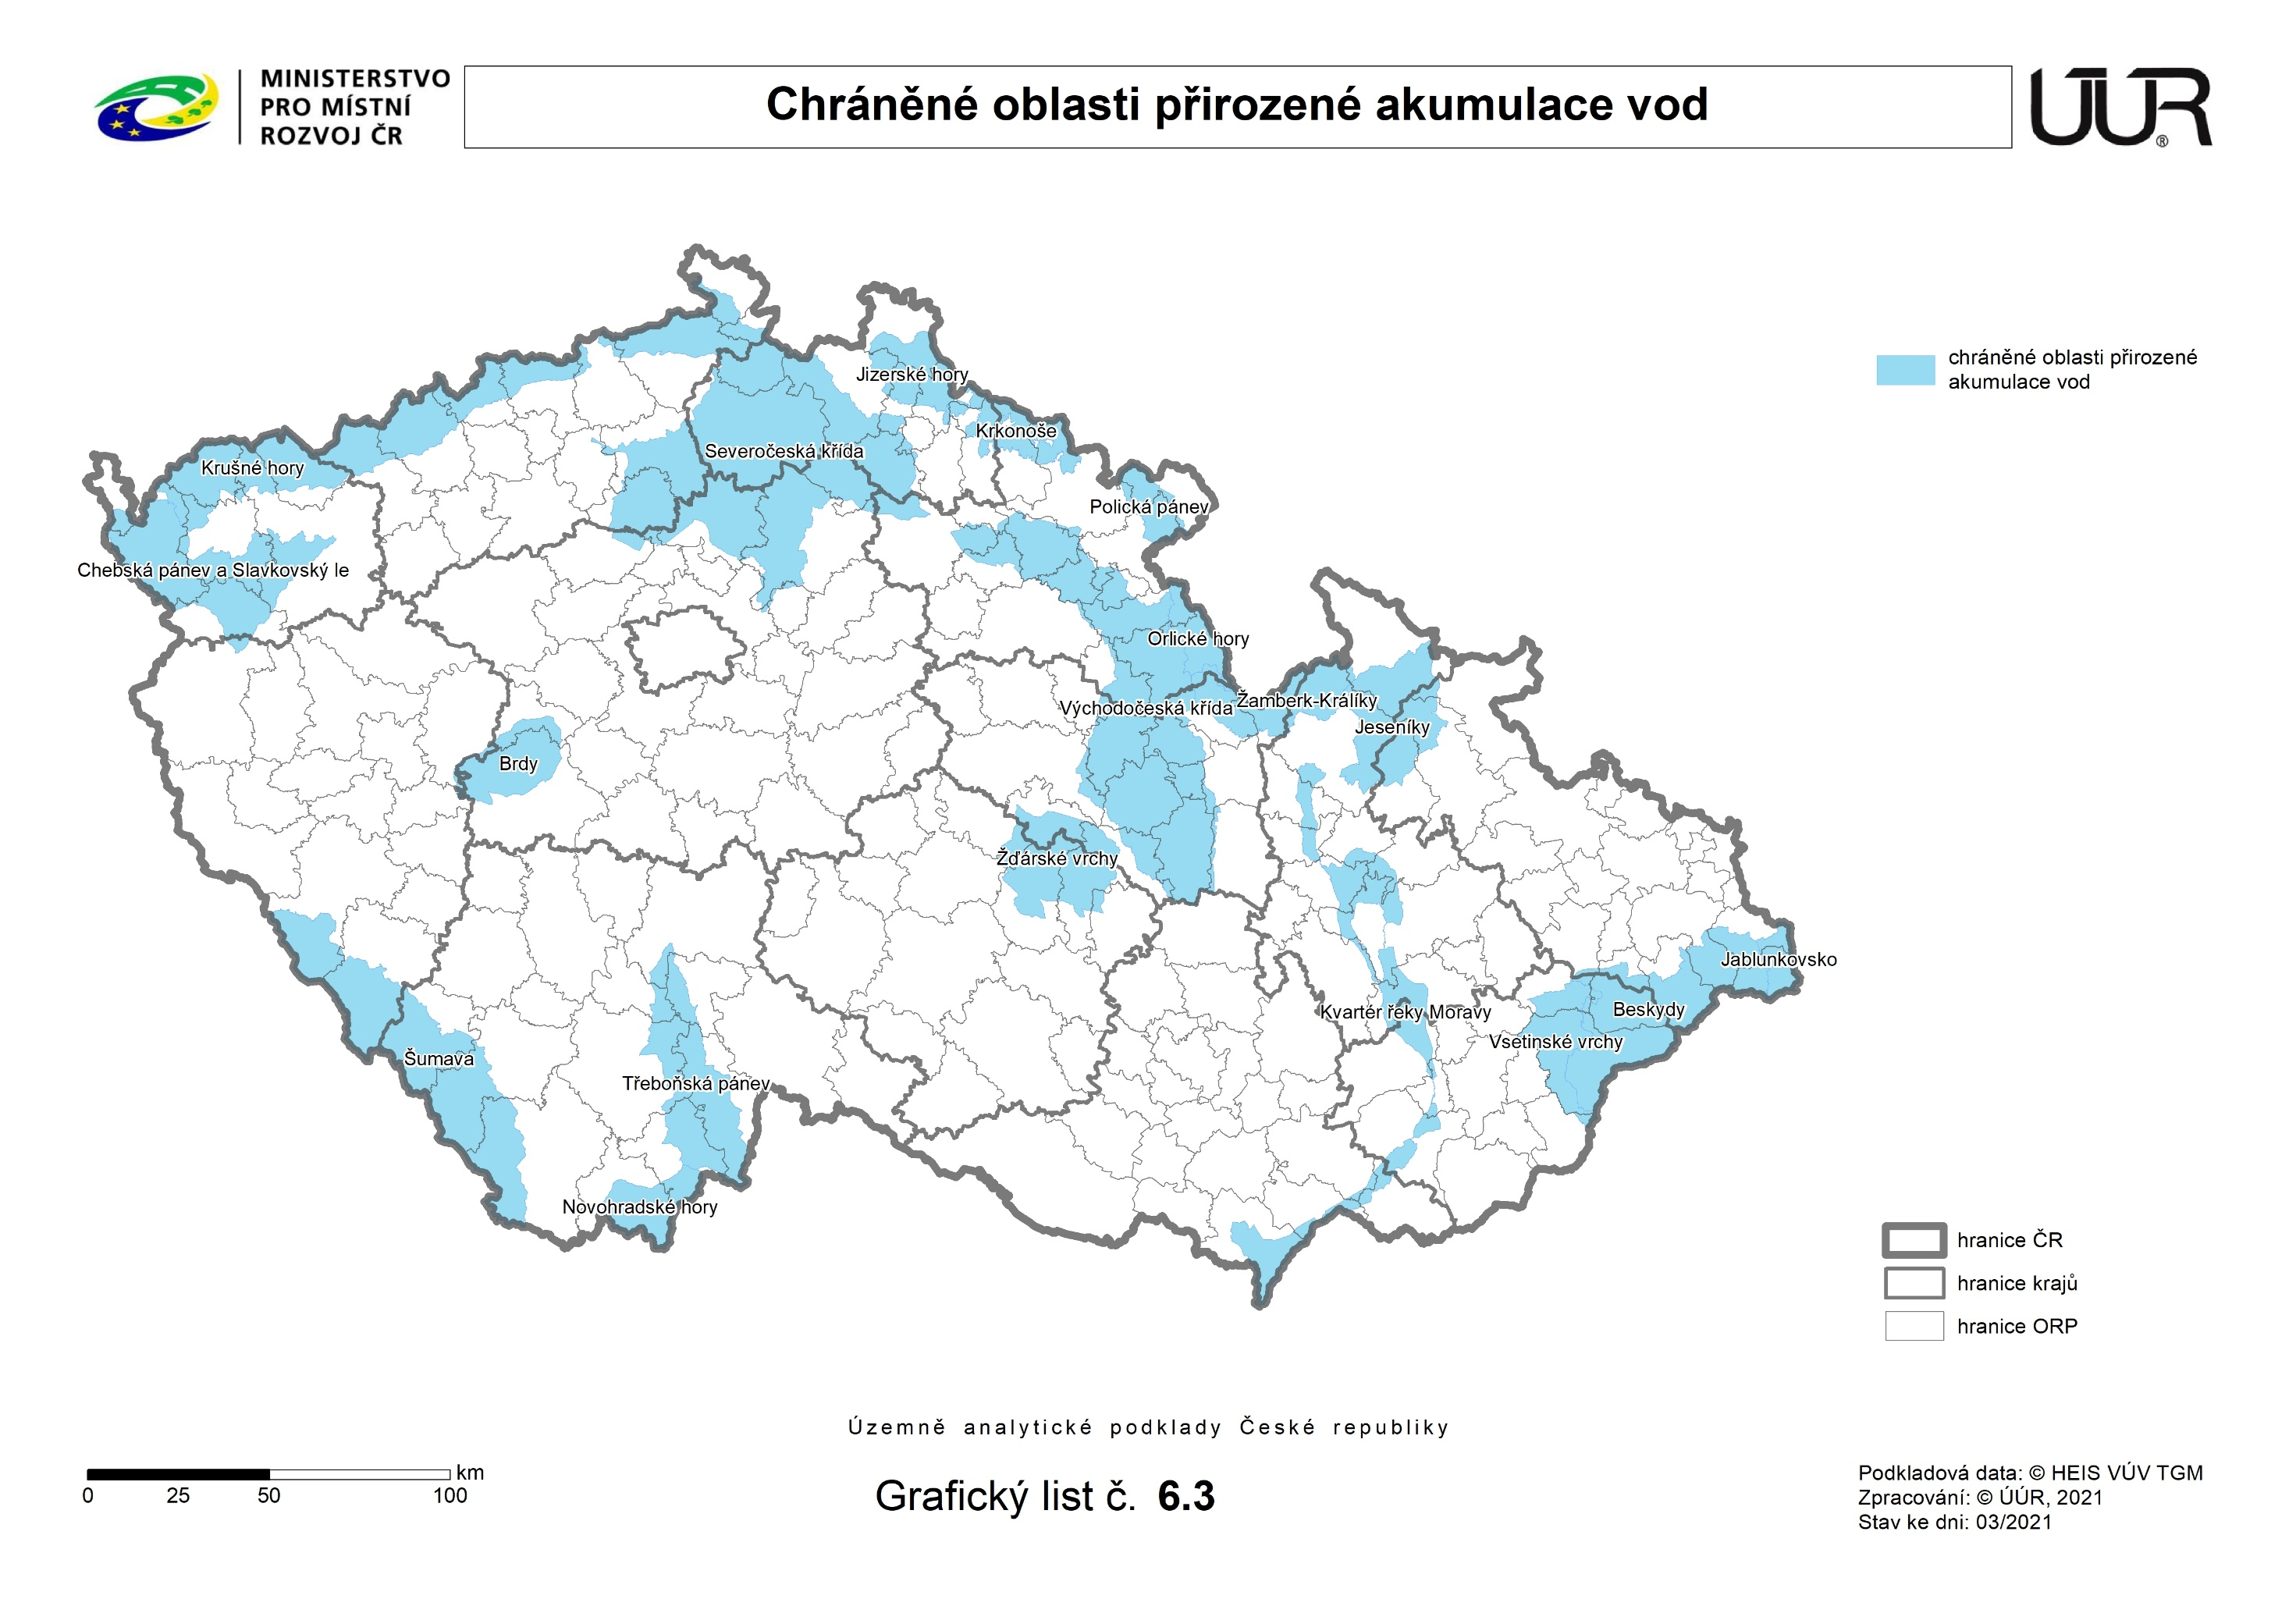 MINISTERSTVO
PRO MÍSTNÍ
ROZVOJ ČR
Chráněné oblasti přirozené akumulace vod
ÚÚR
®
chráněné oblasti přirozené
akumulace vod
Jizerské hory
Krkonoše
Severočeská křída
Krušné hory
Polická pánev
Chebská pánev a Slavkovský le
Orlické hory
Žamberk-Králíky
Východočeská křída
Jeseníky
Brdy
Žďárské vrchy
Jablunkovsko
Kvartér řeky Moravy
Beskydy
Vsetinské vrchy
Šumava
Třeboňská pánev
Novohradské hory
hranice ČR
hranice krajů
hranice ORP
Územně analytické podklady České republiky
km
0 25 50 100
Grafický list č. 6.3
Podkladová data: © HEIS VÚV TGM
Zpracování: © ÚÚR, 2021
Stav ke dni: 03/2021